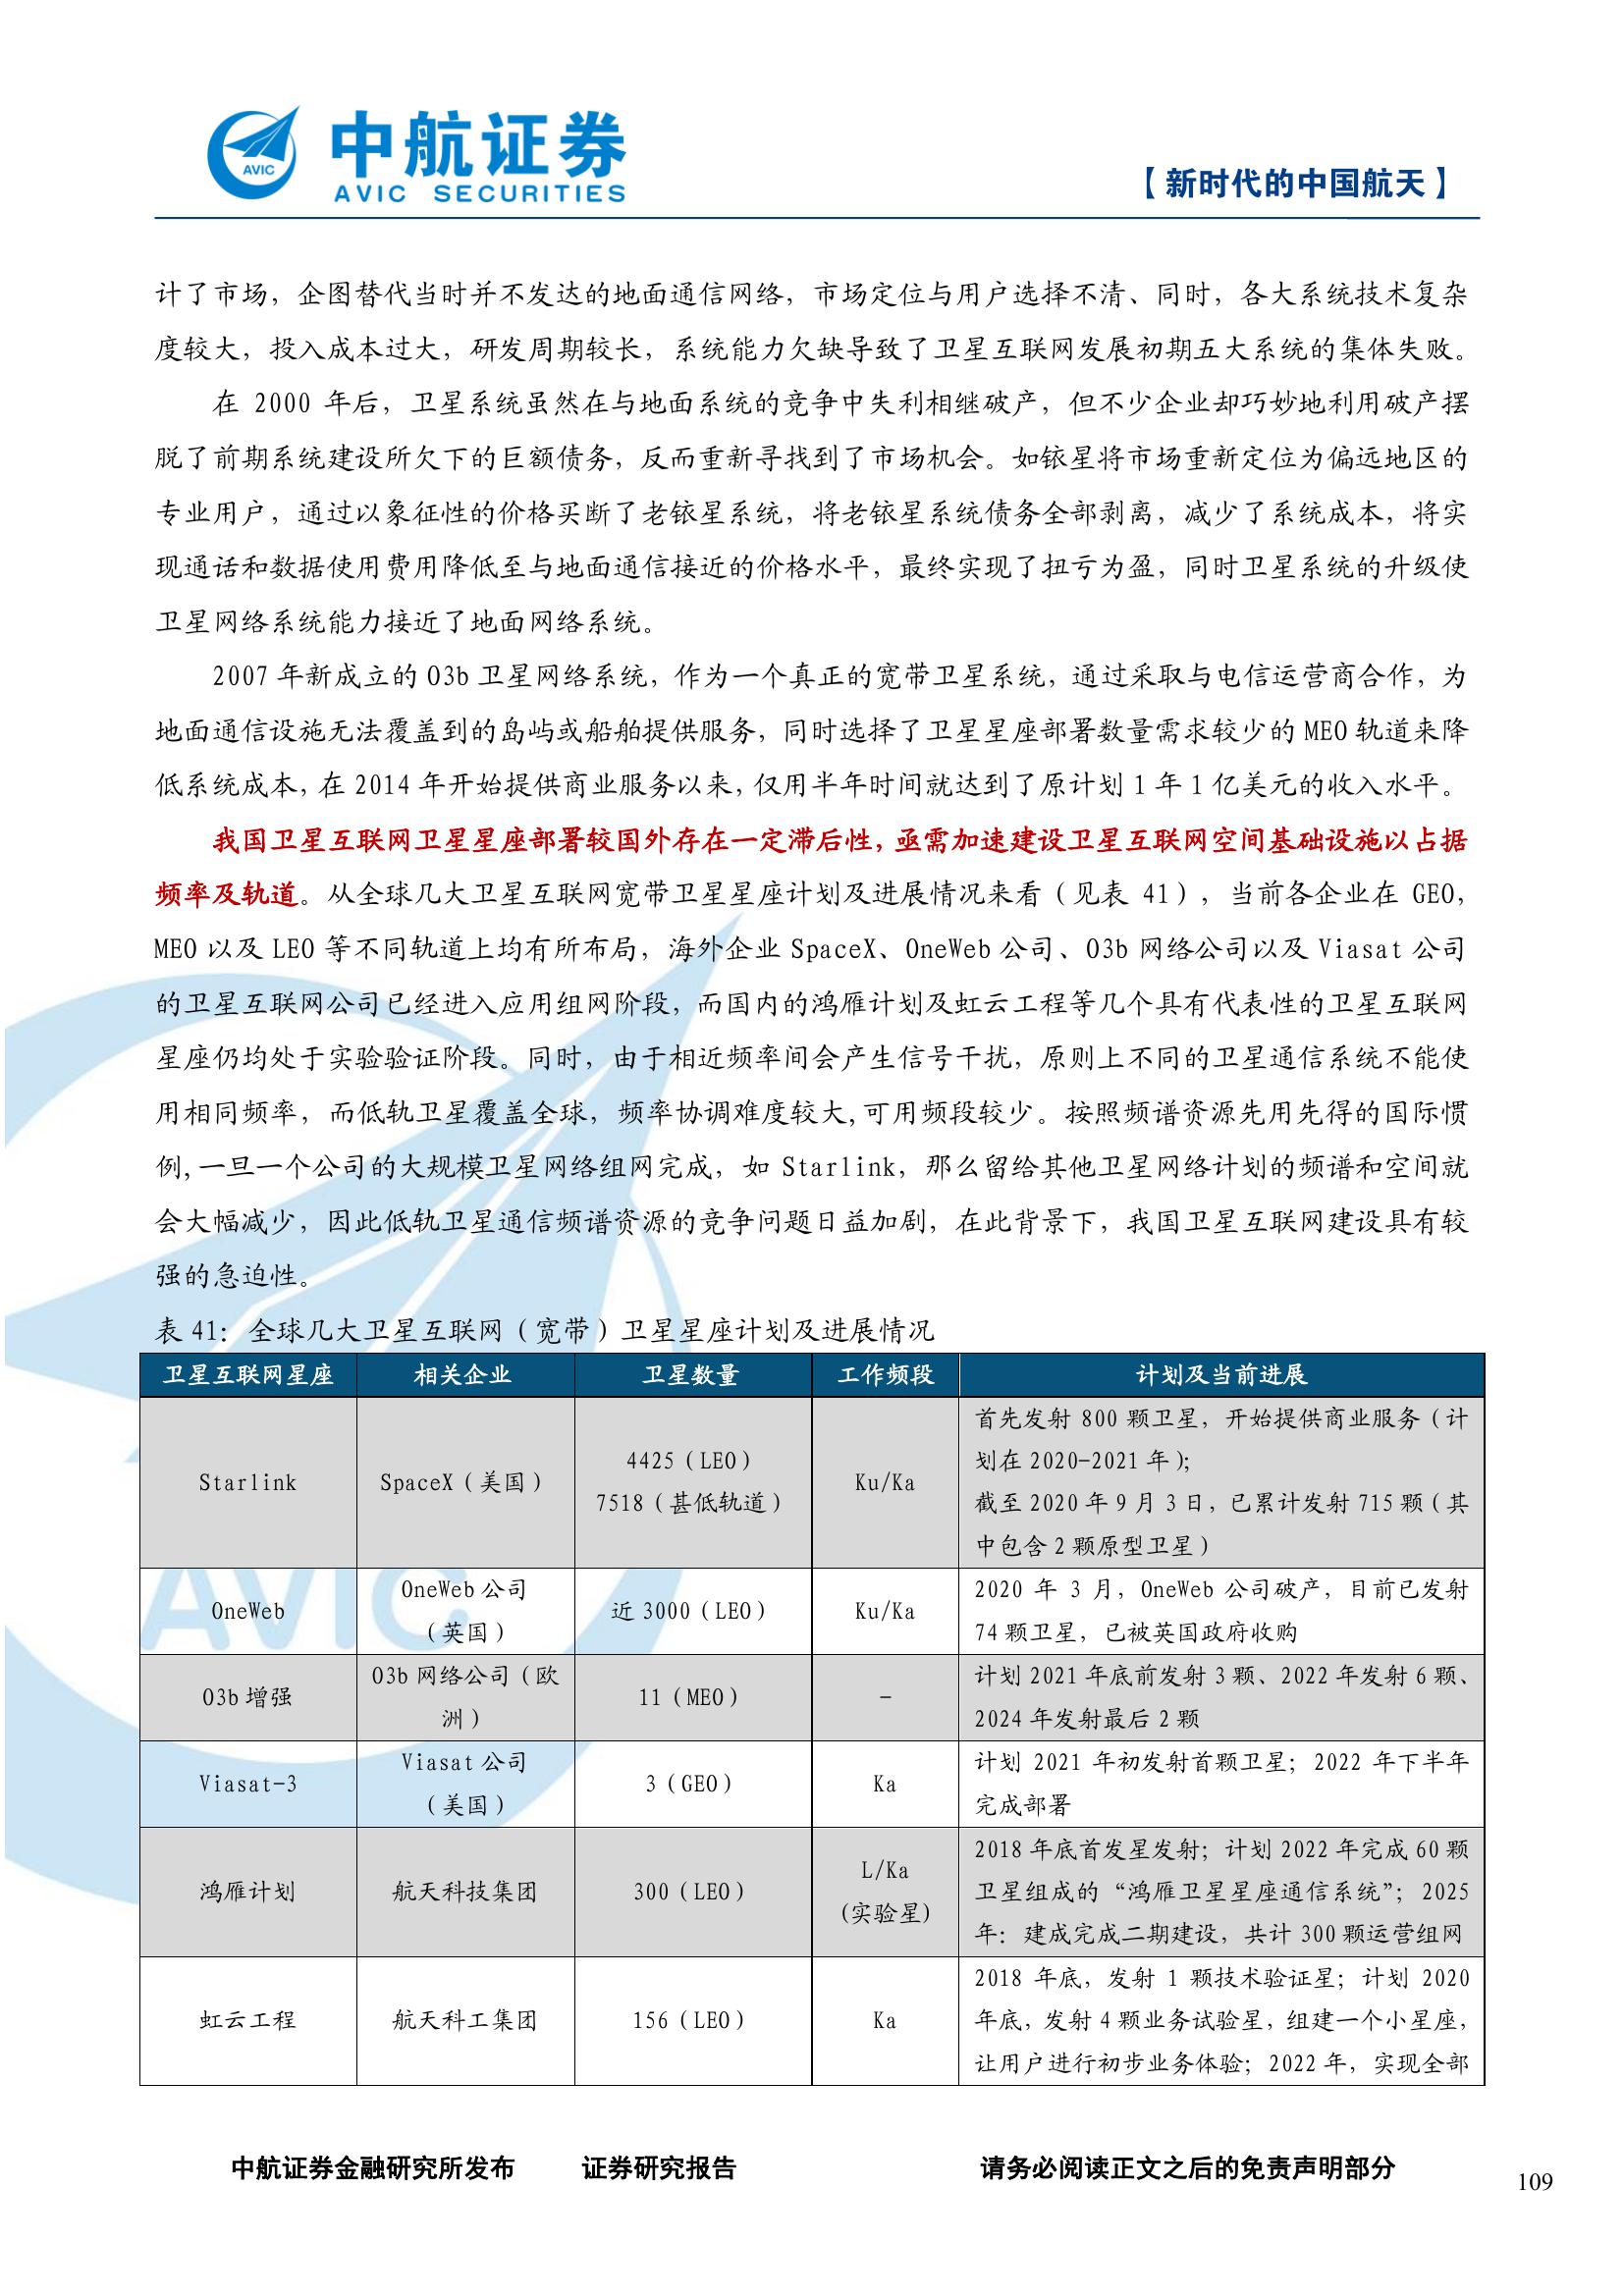 中航证券
AVIC SECURITIES
AVIC
【新时代的中国航天】
计了市场，企图替代当时并不发达的地面通信网络，市场定位与用户选择不清、同时，各大系统技术复杂
度较大，投入成本过大，研发周期较长，系统能力欠缺导致了卫星互联网发展初期五大系统的集体失败。
在 2000 年后，卫星系统虽然在与地面系统的竞争中失利相继破产，但不少企业却巧妙地利用破产摆
脱了前期系统建设所欠下的巨额债务，反而重新寻找到了市场机会。如铱星将市场重新定位为偏远地区的
专业用户，通过以象征性的价格买断了老铱星系统，将老铱星系统债务全部剥离，减少了系统成本，将实
现通话和数据使用费用降低至与地面通信接近的价格水平，最终实现了扭亏为盈，同时卫星系统的升级使
卫星网络系统能力接近了地面网络系统。
2007 年新成立的 O3b 卫星网络系统，作为一个真正的宽带卫星系统，通过采取与电信运营商合作，为
地面通信设施无法覆盖到的岛屿或船舶提供服务，同时选择了卫星星座部署数量需求较少的 MEO 轨道来降
低系统成本，在 2014 年开始提供商业服务以来，仅用半年时间就达到了原计划 1 年 1 亿美元的收入水平。
我国卫星互联网卫星星座部署较国外存在一定滞后性，亟需加速建设卫星互联网空间基础设施以占据
频率及轨道。从全球几大卫星互联网宽带卫星星座计划及进展情况来看（见表 41），当前各企业在 GEO，
MEO 以及 LEO 等不同轨道上均有所布局，海外企业 SpaceX、OneWeb 公司、O3b 网络公司以及 Viasat 公司
的卫星互联网公司已经进入应用组网阶段，而国内的鸿雁计划及虹云工程等几个具有代表性的卫星互联网
星座仍均处于实验验证阶段。同时，由于相近频率间会产生信号干扰，原则上不同的卫星通信系统不能使
用相同频率，而低轨卫星覆盖全球，频率协调难度较大,可用频段较少。按照频谱资源先用先得的国际惯
例,一旦一个公司的大规模卫星网络组网完成，如 Starlink，那么留给其他卫星网络计划的频谱和空间就
会大幅减少，因此低轨卫星通信频谱资源的竞争问题日益加剧，在此背景下，我国卫星互联网建设具有较
强的急迫性。
表 41：全球几大卫星互联网（宽带）卫星星座计划及进展情况
卫星互联网星座 相关企业 卫星数量 工作频段 计划及当前进展
Starlink
SpaceX（美国）
4425（LEO）
7518（甚低轨道）
Ku/Ka
首先发射 800 颗卫星，开始提供商业服务（计
划在 2020-2021 年）；
截至 2020 年 9 月 3 日，已累计发射 715 颗（其
中包含 2 颗原型卫星）
OneWeb
OneWeb 公司
（英国）
近 3000（LEO）
Ku/Ka
2020 年 3 月，OneWeb 公司破产，目前已发射
74 颗卫星，已被英国政府收购
O3b 增强
O3b 网络公司（欧
洲）
11（MEO）
-
计划 2021 年底前发射 3 颗、2022 年发射 6 颗、
2024 年发射最后 2 颗
Viasat-3
Viasat 公司
（美国）
3（GEO）
Ka
计划 2021 年初发射首颗卫星；2022 年下半年
完成部署
鸿雁计划
航天科技集团
300（LEO）
L/Ka
(实验星)
2018 年底首发星发射；计划 2022 年完成 60 颗
卫星组成的“鸿雁卫星星座通信系统”；2025
年：建成完成二期建设，共计 300 颗运营组网
虹云工程
航天科工集团
156（LEO）
Ka
2018 年底，发射 1 颗技术验证星；计划 2020
年底，发射 4 颗业务试验星，组建一个小星座，
让用户进行初步业务体验；2022 年，实现全部
AVIC
中航证券金融研究所发布 证券研究报告 请务必阅读正文之后的免责声明部分
109